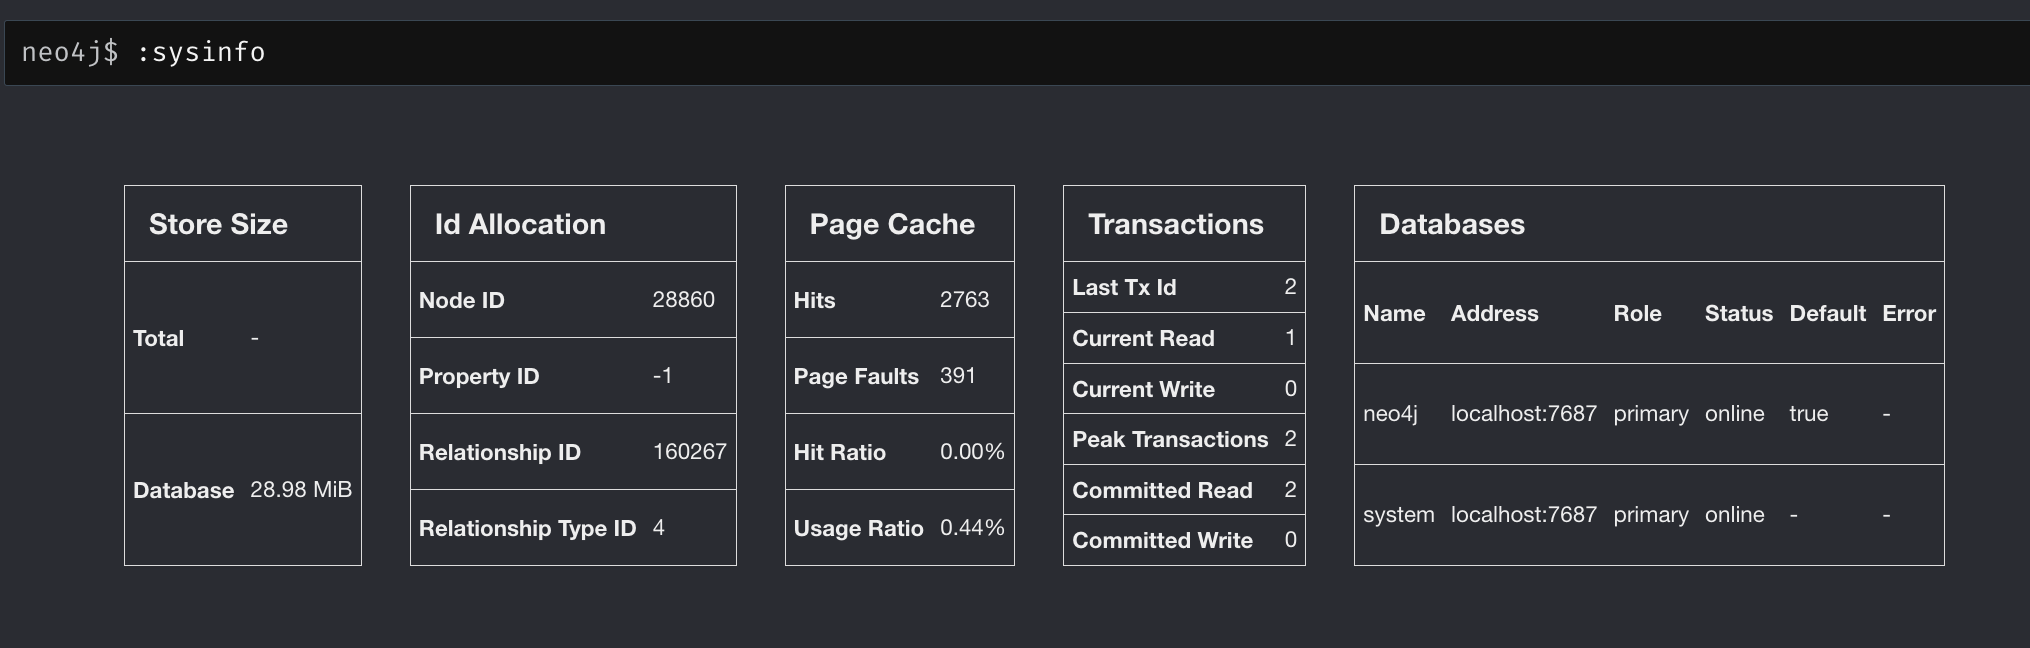 neo4j$ :sysinfo
Store Size
Total -
Database 28.98 MiB
Id Allocation
Node ID 28860
Property ID -1
Relationship ID 160267
Relationship Type ID 4
Page Cache
Hits 2763
Page Faults 391
Hit Ratio 0.00%
Usage Ratio 0.44%
Transactions
Last Tx Id 2
Current Read 1
Current Write 0
Peak Transactions 2
Committed Read 2
Committed Write 0
Databases
Name Address Role Status Default Error
neo4j localhost:7687 primary online true -
system localhost:7687 primary online - -